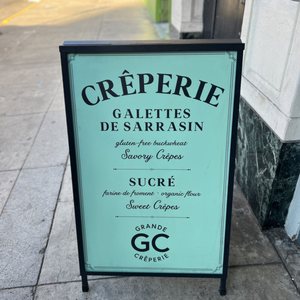 CRÊPERIE
GALETTES
DE SARRASIN
gluten-free buckwheat
Savory Crêpes
SUCRÉ
farine de froment · organic flour
Sweet Crêpes
GRANDE
GC
CRÊPERIE